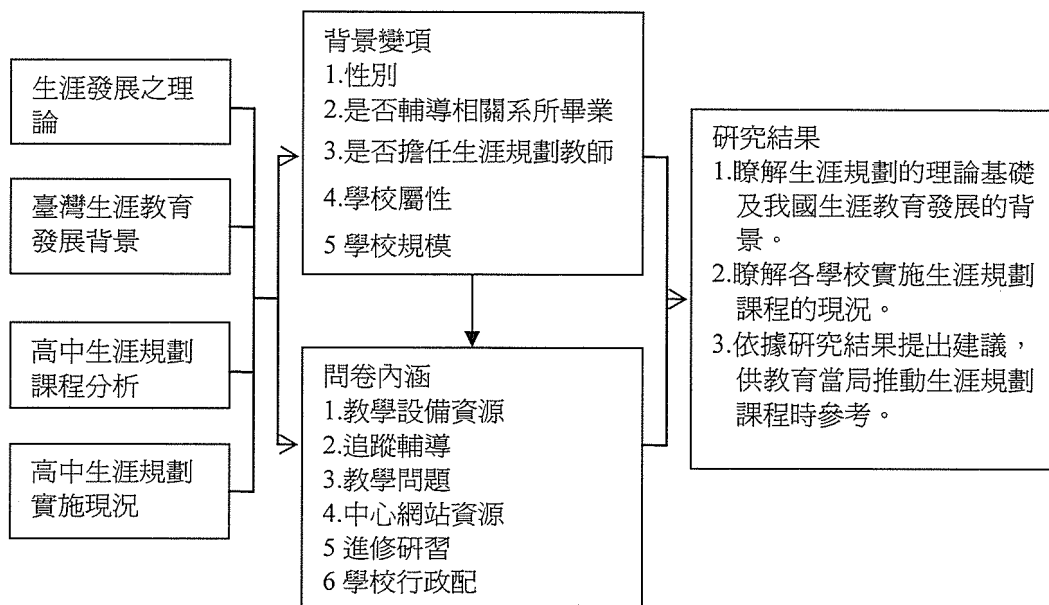 生涯發展之理
論
臺灣生涯教育
發展背景
高中生涯規劃
課程分析
高中生涯規劃
實施現況
背景變項
1.性別
2.是否輔導相關系所畢業
3.是否擔任生涯規劃教師
4.學校屬性
5 學校規模
問卷內涵
1.教學設備資源
2.追蹤輔導
3.教學問題
4.中心網站資源
5 進修研習
6 學校行政配
研究結果
1.瞭解生涯規劃的理論基礎
及我國生涯教育發展的背
景。
2.瞭解各學校實施生涯規劃
課程的現況。
3.依據研究結果提出建議，
供教育當局推動生涯規劃
課程時參考。